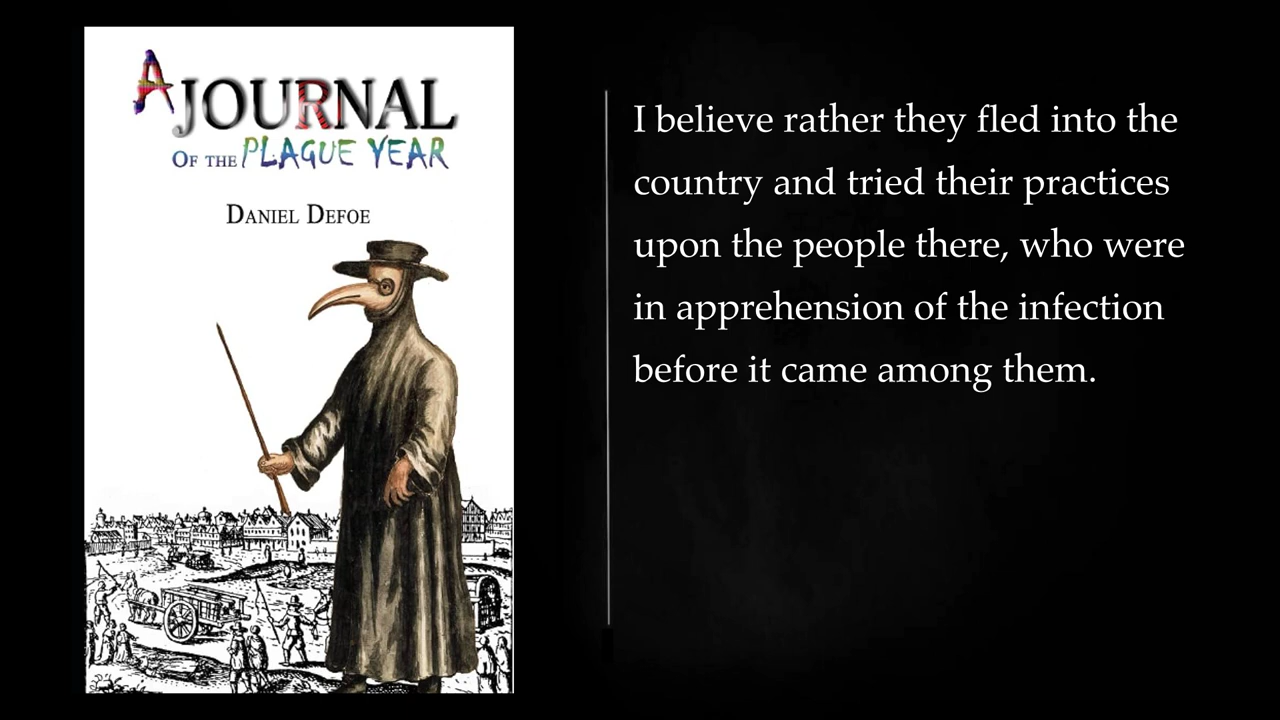 A JOURNAL
OF THE PLAGUE YEAR
DANIEL DEFOE
I believe rather they fled into the
country and tried their practices
upon the people there, who were
in apprehension of the infection
before it came among them.